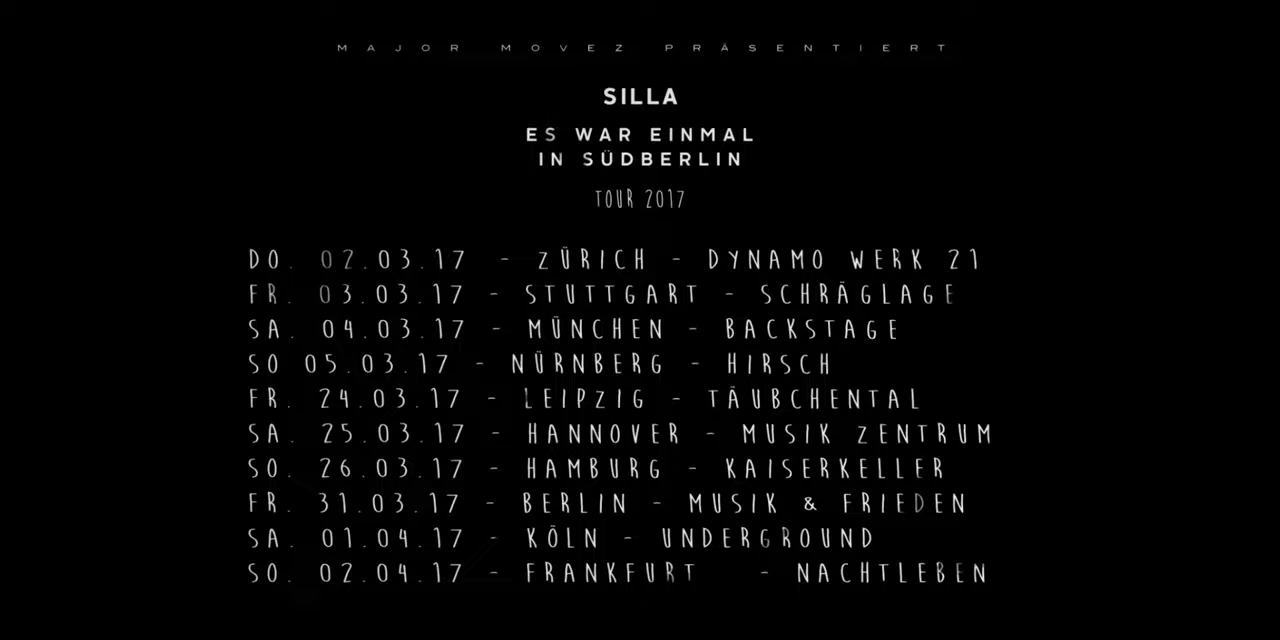 MAJOR MOVEZ PRÄSENTIERT
SILLA
ES WAR EINMAL
IN SÜDBERLIN
TOUR 2017
DO. 02.03.17 - ZÜRICH - DYNAMO WERK 21
FR. 03.03.17 - STUTTGART - SCHRÄGLAGE
SA. 04.03.17 - MÜNCHEN - BACKSTAGE
SO 05.03.17 - NÜRNBERG - HIRSCH
FR. 24.03.17 - LEIPZIG - TÄUBCHENTAL
SA. 25.03.17 - HANNOVER - MUSIK ZENTRUM
SO. 26.03.17 - HAMBURG - KAISERKELLER
FR. 31.03.17 - BERLIN - MUSIK & FRIEDEN
SA. 01.04.17 - KÖLN - UNDERGROUND
SO. 02.04.17 - FRANKFURT - NACHTLEBEN